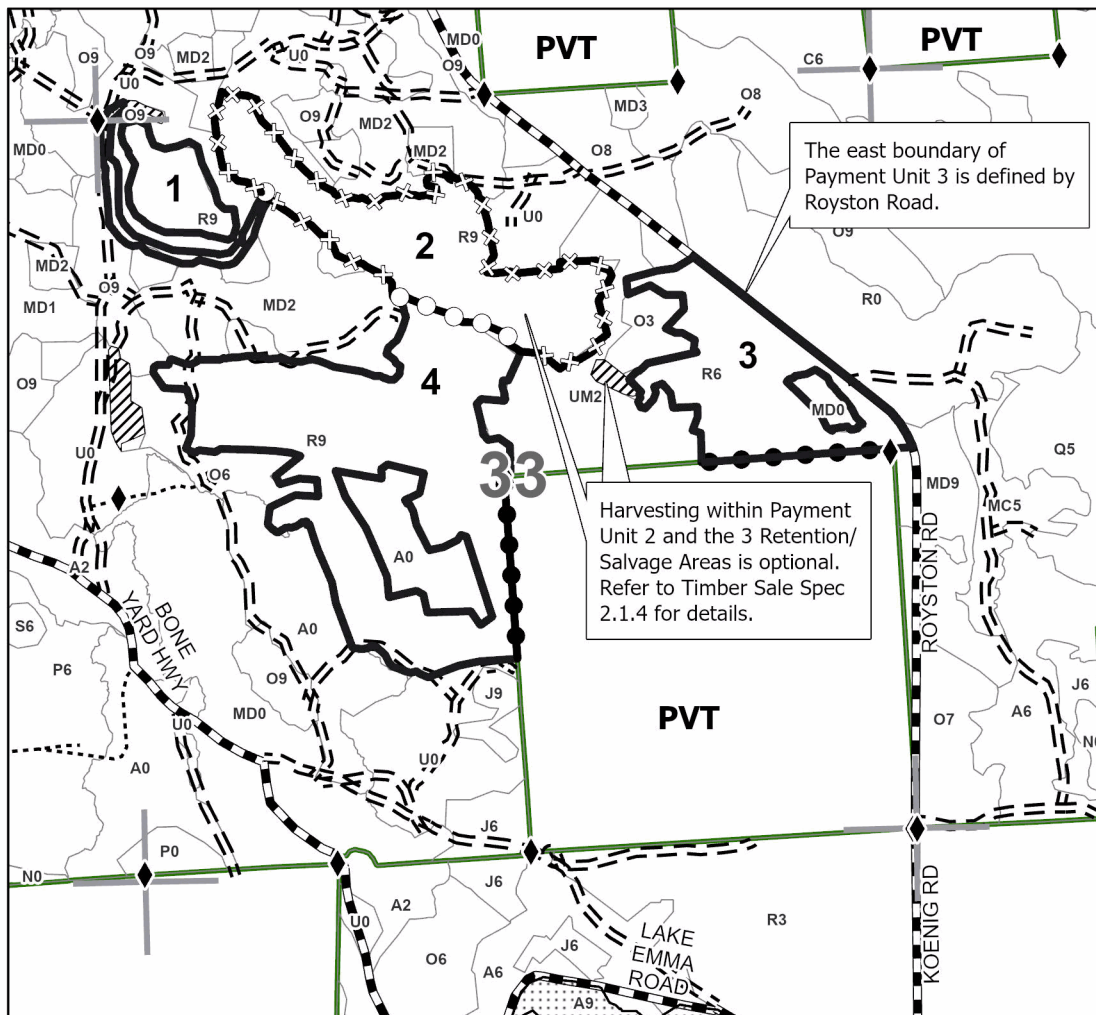 PVT
PVT
MD0
O9
O9
O9
MD2
U0
U0
C6
O9
O9
MD2
MD3
O8
MD2
O8
MD0
The east boundary of
Payment Unit 3 is defined by
Royston Road.
1
R9
2
R9
U0
O9
MD2
MD1
O9
MD2
R0
O3
3
R6
4
O9
UM2
MD0
R9
U0
O6
33
Q5
MD9
MC5
Harvesting within Payment
Unit 2 and the 3 Retention/
Salvage Areas is optional.
Refer to Timber Sale Spec
2.1.4 for details.
ROYSTON RD
A2
A0
BONE
YARD HWY
S6
P6
A0
O9
MD0
J9
U0
U0
A0
PVT
O7
A6
J6
J6
P0
N0
J6
A2
U0
O6
A6
J6
A9
LAKE
EMMA
ROAD
R3
KOENIG RD